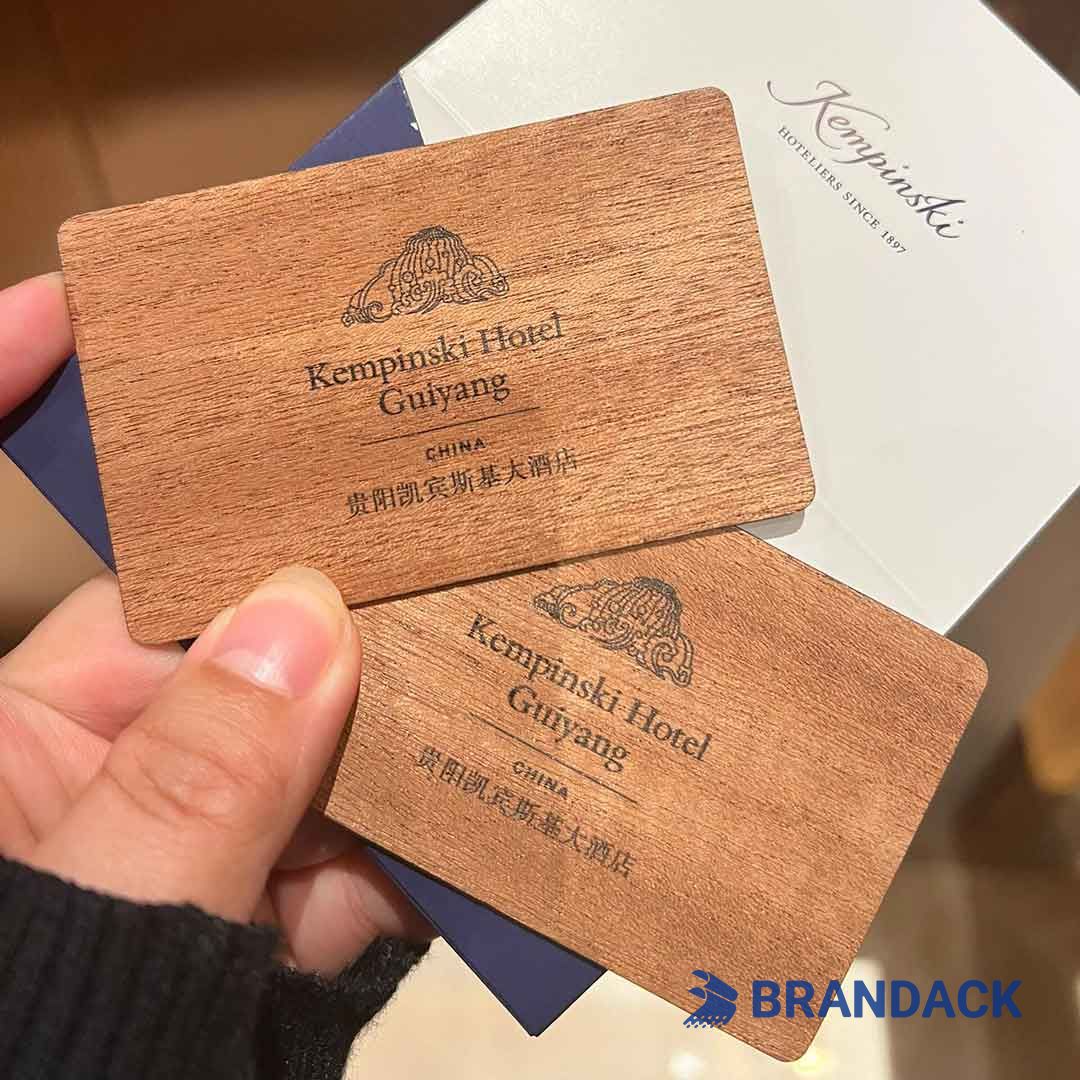 Kempinski
HOTELIERS SINCE 1897
Kempinski Hotel
Guiyang
CHINA
贵阳凯宾斯基大酒店
Kempinski Hotel
Guiyang
CHINA
贵阳凯宾斯基大酒店
BRANDACK